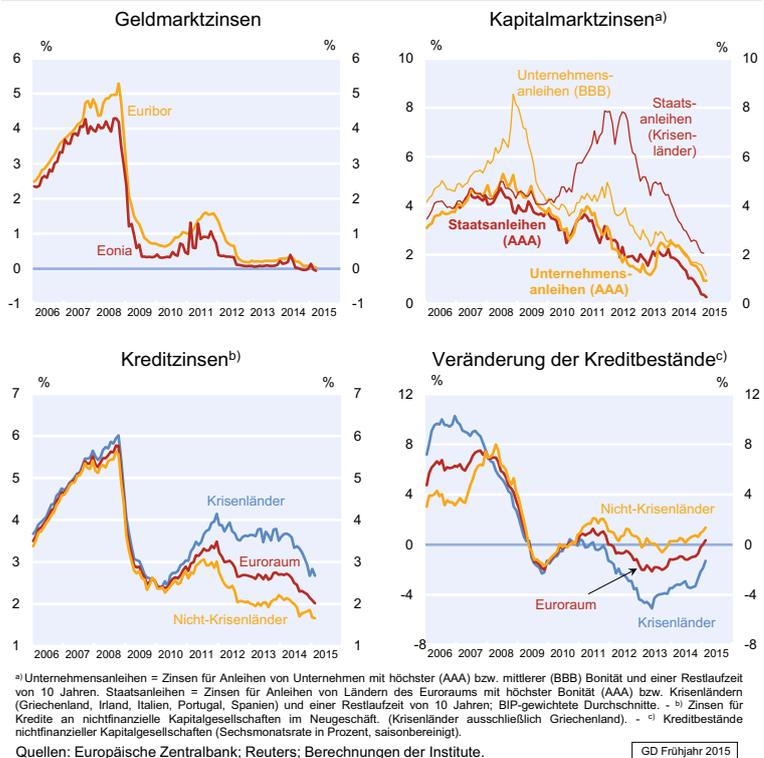 Geldmarktzinsen
%
%
6
5
4
3
2
1
0
-1
6
5
4
3
2
1
0
-1
Euribor
Eonia
2006 2007 2008 2009 2010 2011 2012 2013 2014 2015
Kapitalmarktzinsen a)
%
%
10
8
6
4
2
0
10
8
6
4
2
0
Unternehmens-
anleihen (BBB)
Staats-
anleihen
(Krisen-
länder)
Staatsanleihen
(AAA)
Unternehmens-
anleihen (AAA)
2006 2007 2008 2009 2010 2011 2012 2013 2014 2015
Kreditzinsen b)
%
%
7
6
5
4
3
2
1
7
6
5
4
3
2
1
Krisenländer
Euroraum
Nicht-Krisenländer
2006 2007 2008 2009 2010 2011 2012 2013 2014 2015
Veränderung der Kreditbestände c)
%
%
12
8
4
0
-4
-8
12
8
4
0
-4
-8
Nicht-Krisenländer
Euroraum
Krisenländer
2006 2007 2008 2009 2010 2011 2012 2013 2014 2015
a) Unternehmensanleihen = Zinsen für Anleihen von Unternehmen mit höchster (AAA) bzw. mittlerer (BBB) Bonität und einer Restlaufzeit
von 10 Jahren. Staatsanleihen = Zinsen für Anleihen von Ländern des Euroraums mit höchster Bonität (AAA) bzw. Krisenländern
(Griechenland, Irland, Italien, Portugal, Spanien) und einer Restlaufzeit von 10 Jahren; BIP-gewichtete Durchschnitte. - b) Zinsen für
Kredite an nichtfinanzielle Kapitalgesellschaften im Neugeschäft. (Krisenländer ausschließlich Griechenland). - c) Kreditbestände
nichtfinanzieller Kapitalgesellschaften (Sechsmonatsrate in Prozent, saisonbereinigt).
Quellen: Europäische Zentralbank; Reuters; Berechnungen der Institute.
GD Frühjahr 2015